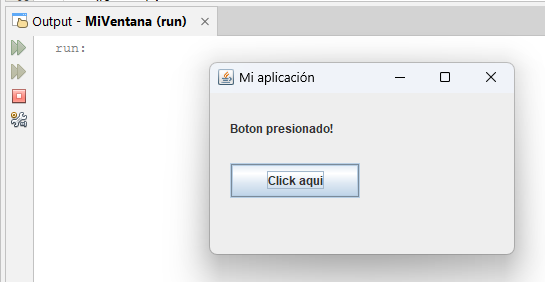 Output - MiVentana (run)
run:
Mi aplicación
Boton presionado!
Click aqui